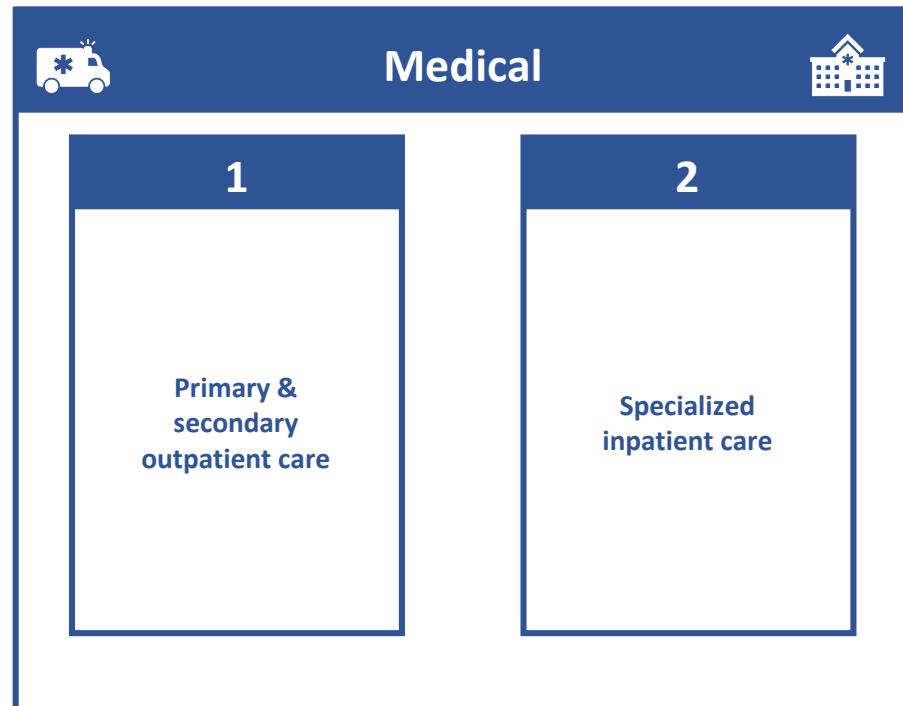 Medical
1
2
Primary &
secondary
outpatient care
Specialized
inpatient care